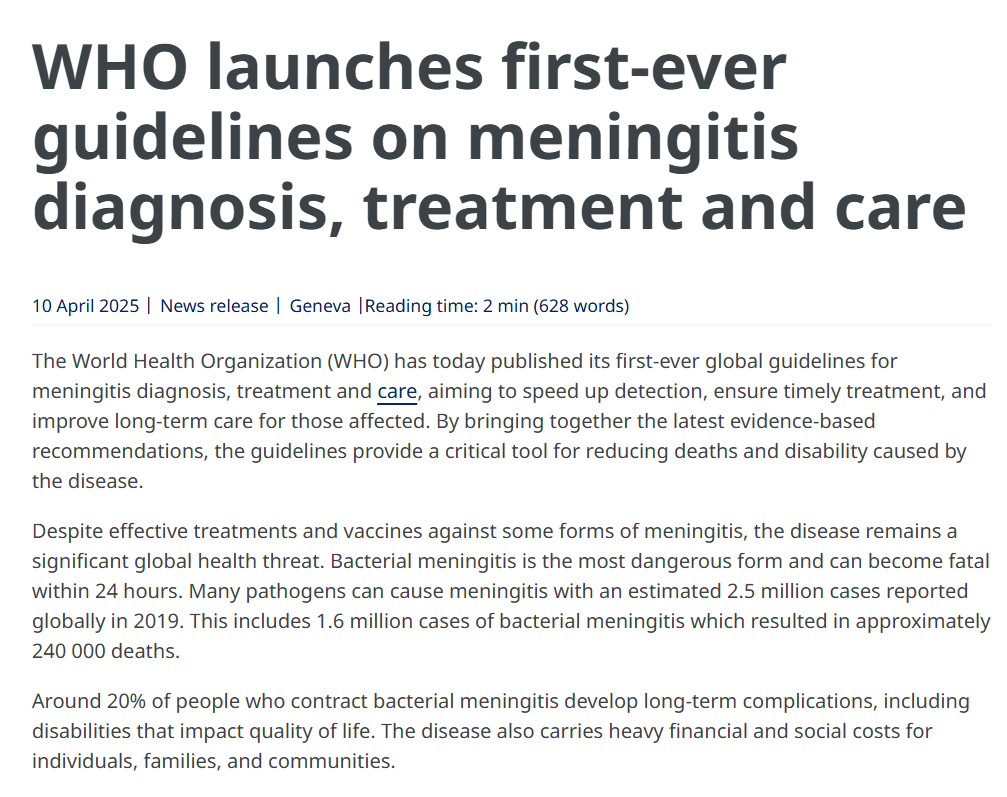 WHO launches first-ever
guidelines on meningitis
diagnosis, treatment and care
10 April 2025 | News release | Geneva |Reading time: 2 min (628 words)
The World Health Organization (WHO) has today published its first-ever global guidelines for
meningitis diagnosis, treatment and care, aiming to speed up detection, ensure timely treatment, and
improve long-term care for those affected. By bringing together the latest evidence-based
recommendations, the guidelines provide a critical tool for reducing deaths and disability caused by
the disease.
Despite effective treatments and vaccines against some forms of meningitis, the disease remains a
significant global health threat. Bacterial meningitis is the most dangerous form and can become fatal
within 24 hours. Many pathogens can cause meningitis with an estimated 2.5 million cases reported
globally in 2019. This includes 1.6 million cases of bacterial meningitis which resulted in approximately
240 000 deaths.
Around 20% of people who contract bacterial meningitis develop long-term complications, including
disabilities that impact quality of life. The disease also carries heavy financial and social costs for
individuals, families, and communities.